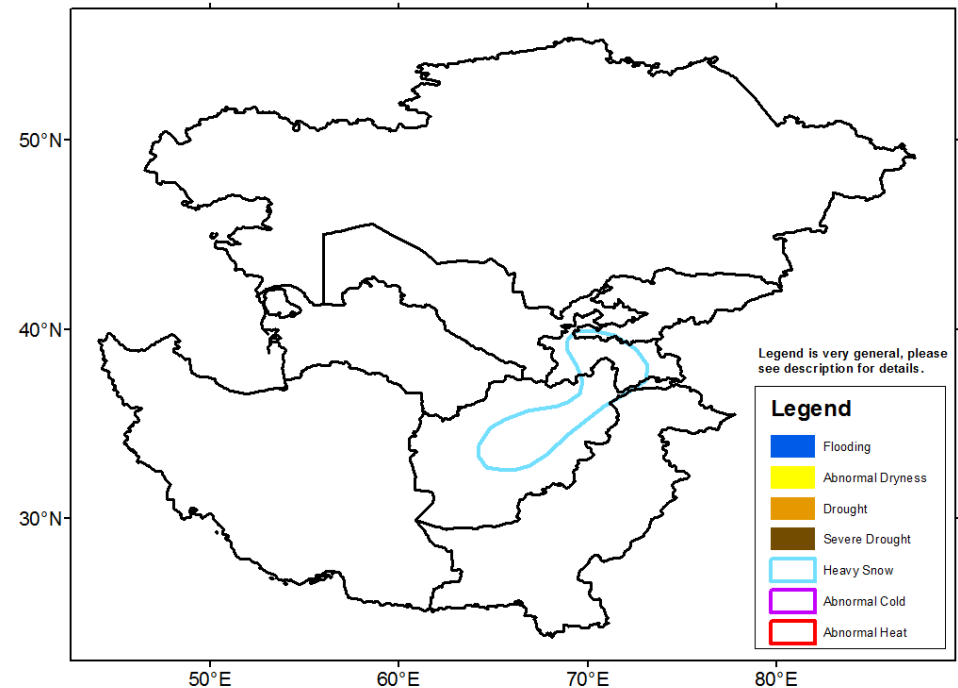 50°N
40°N
30°N
Legend is very general, please
see description for details.
Legend
Flooding
Abnormal Dryness
Drought
Severe Drought
Heavy Snow
Abnormal Cold
Abnormal Heat
50°E
60°E
70°E
80°E